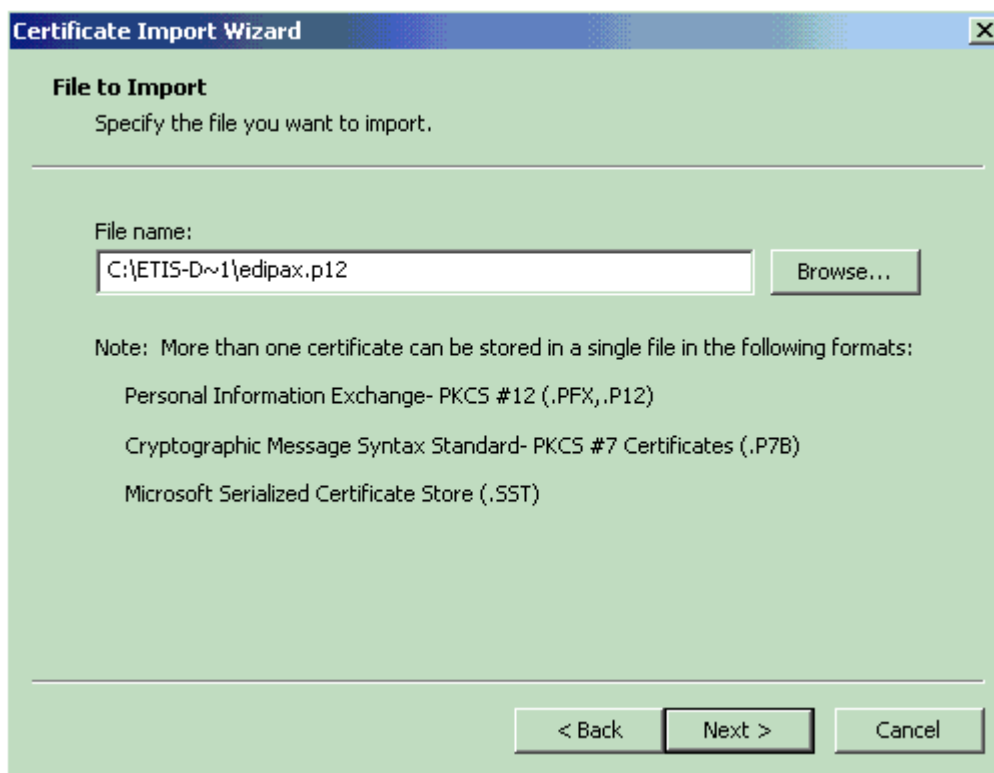 Certificate Import Wizard
File to Import
Specify the file you want to import.
File name:
C:\ETIS-D~1\edipax.p12
Browse...
Note:  More than one certificate can be stored in a single file in the following formats:
Personal Information Exchange- PKCS #12 (.PFX,.P12)
Cryptographic Message Syntax Standard- PKCS #7 Certificates (.P7B)
Microsoft Serialized Certificate Store (.SST)
< Back
Next >
Cancel